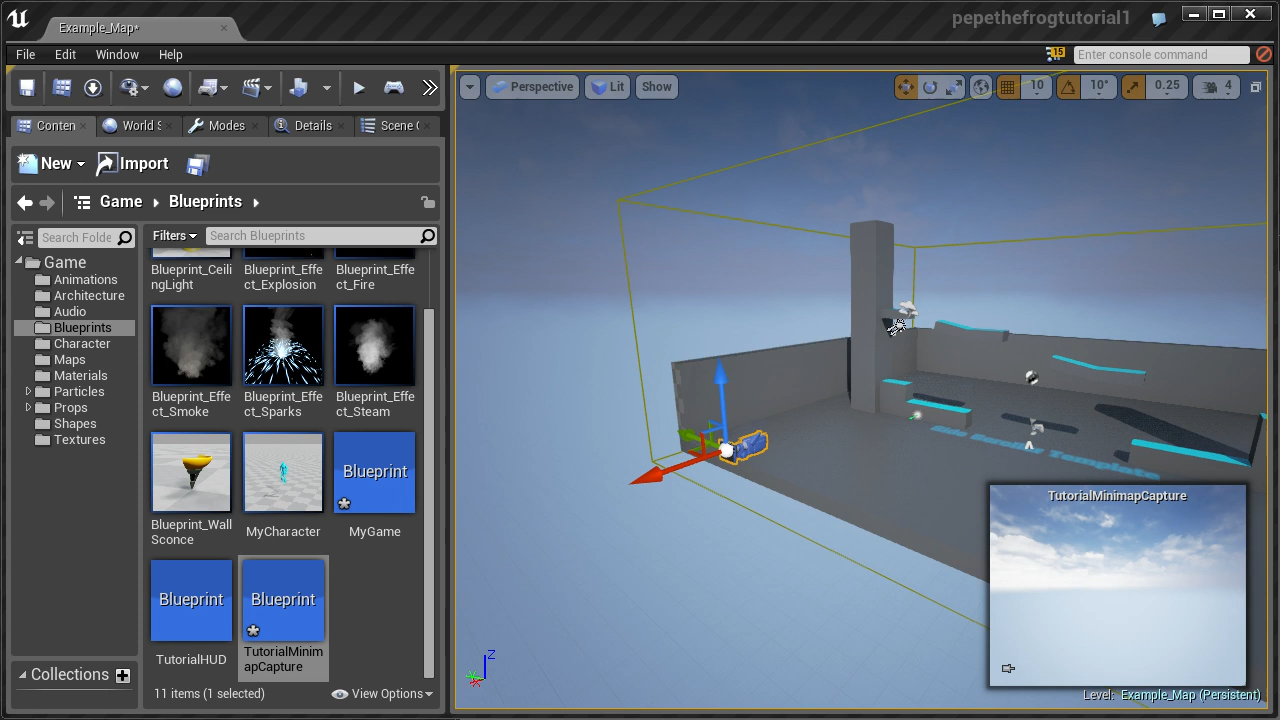 Example_Map*
pepethefrogtutorial1
File Edit Window Help
15
Enter console command
Perspective
Lit
Show
10
10°
0.25
4
Conten
World S
Modes
Details
Scene
New
Import
Game
Blueprints
Search Folde
Filters
Search Blueprints
Game
Animations
Architecture
Audio
Blueprints
Character
Maps
Materials
Particles
Props
Shapes
Textures
Collections
Blueprint_Ceili
ngLight
Blueprint_Effe
ct_Explosion
Blueprint_Effe
ct_Fire
Blueprint_Effe
ct_Smoke
Blueprint_Effe
ct_Sparks
Blueprint_Effe
ct_Steam
Blueprint_Wall
Sconce
MyCharacter
Blueprint
MyGame
Blueprint
TutorialHUD
Blueprint
TutorialMinim
apCapture
11 items (1 selected)
View Options
Template
Z
TutorialMinimapCapture
Level: Example_Map (Persistent)